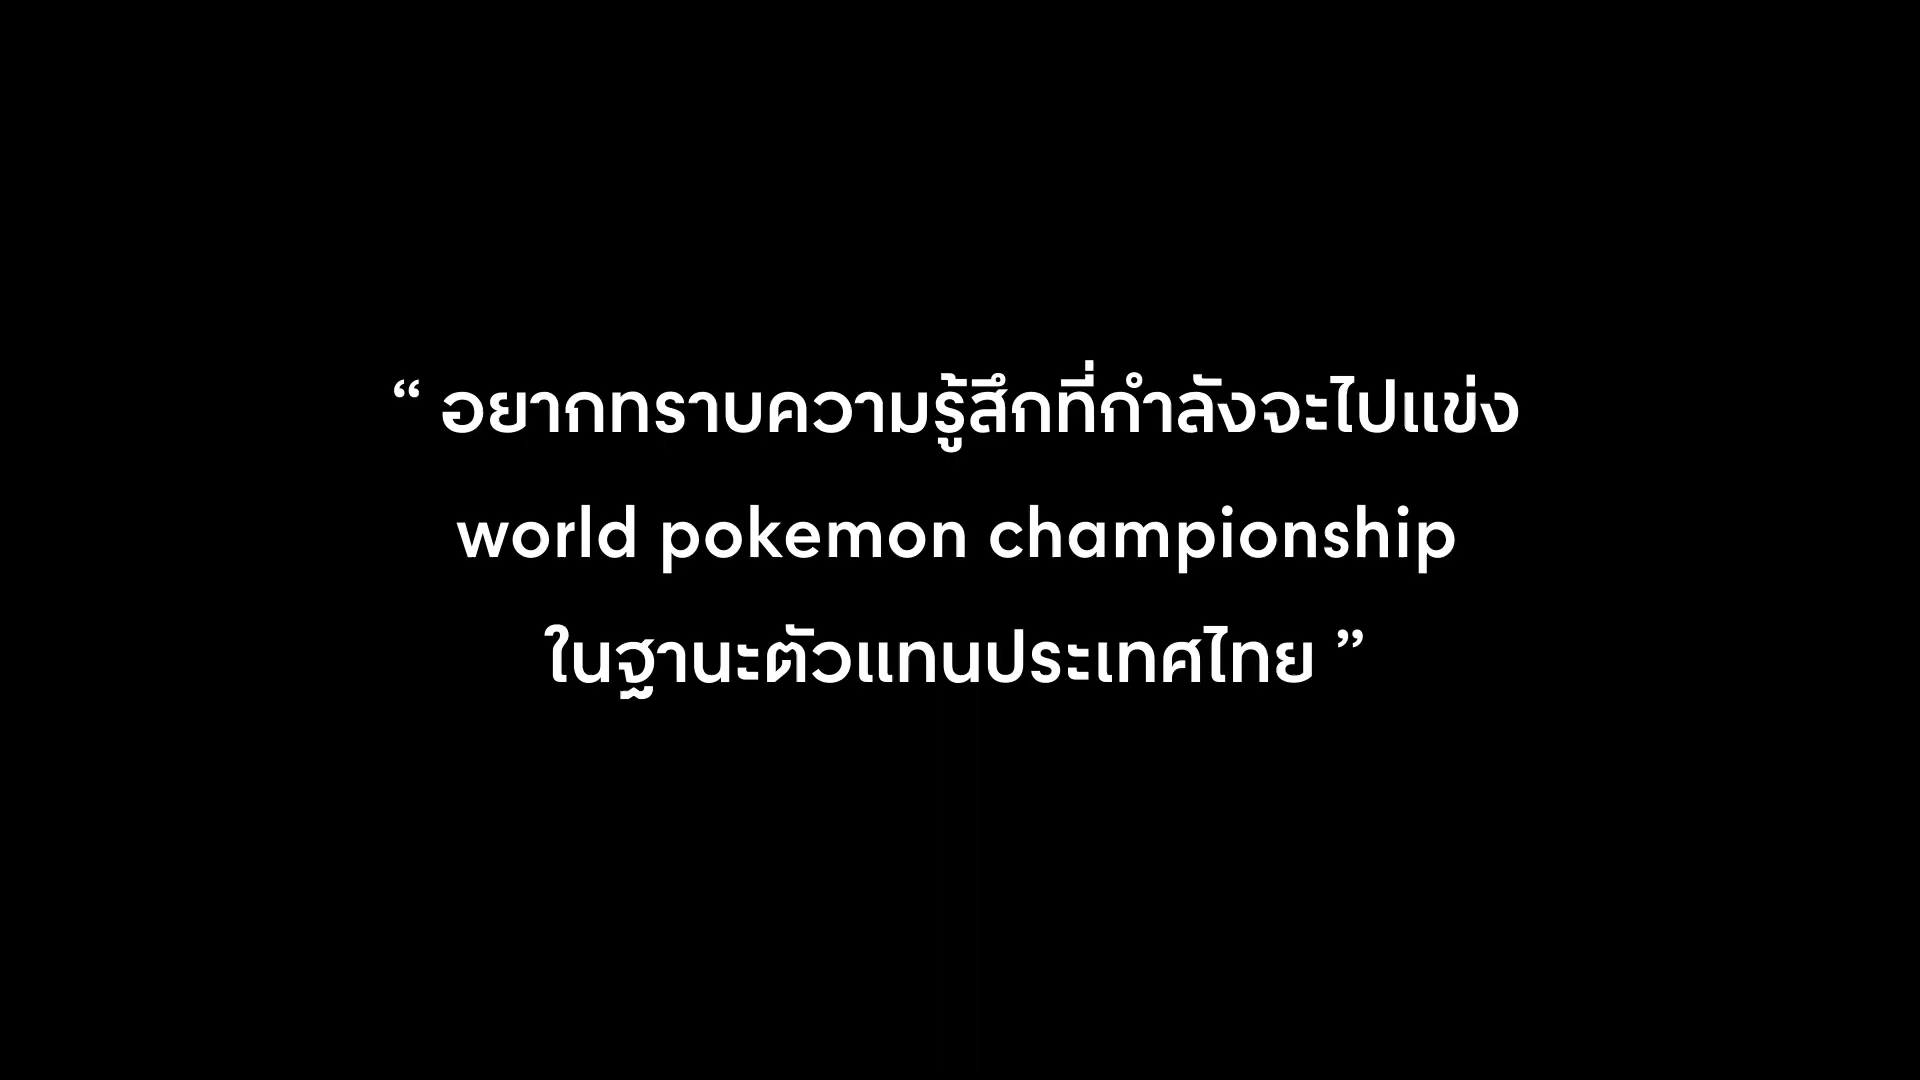 “ อยากทราบความรู้สึกที่กำลังจะไปแข่ง
world pokemon championship
ในฐานะตัวแทนประเทศไทย ”